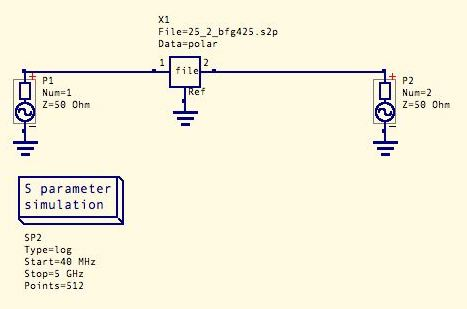 X1
File=25_2_bfg425.s2p
Data=polar
1
file
2
Ref
+
P1
Num=1
Z=50 Ohm
−
+
P2
Num=2
Z=50 Ohm
−
S parameter
simulation
SP2
Type=log
Start=40 MHz
Stop=5 GHz
Points=512